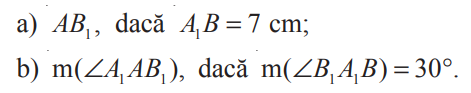 a) AB₁, dacă A₁B = 7 cm;
b) m(∠A₁AB₁), dacă m(∠B₁A₁B) = 30°.